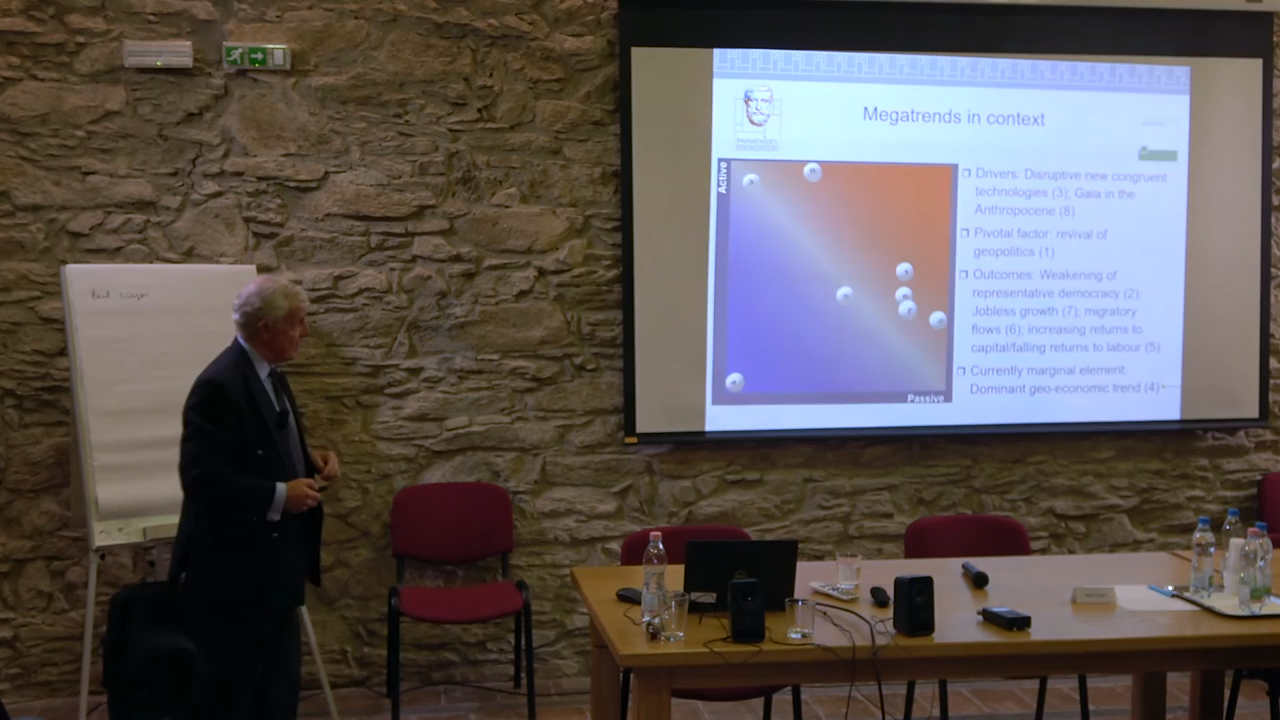 Megatrends in context
Active
❒ Drivers: Disruptive new congruent
technologies (3); Gaia in the
Anthropocene (8)
❒ Pivotal factor: revival of
geopolitics (1)
❒ Outcomes: Weakening of
representative democracy (2);
Jobless growth (7); migratory
flows (6); increasing returns to
capital/falling returns to labour (5)
❒ Currently marginal element:
Dominant geo-economic trend (4)
Passive